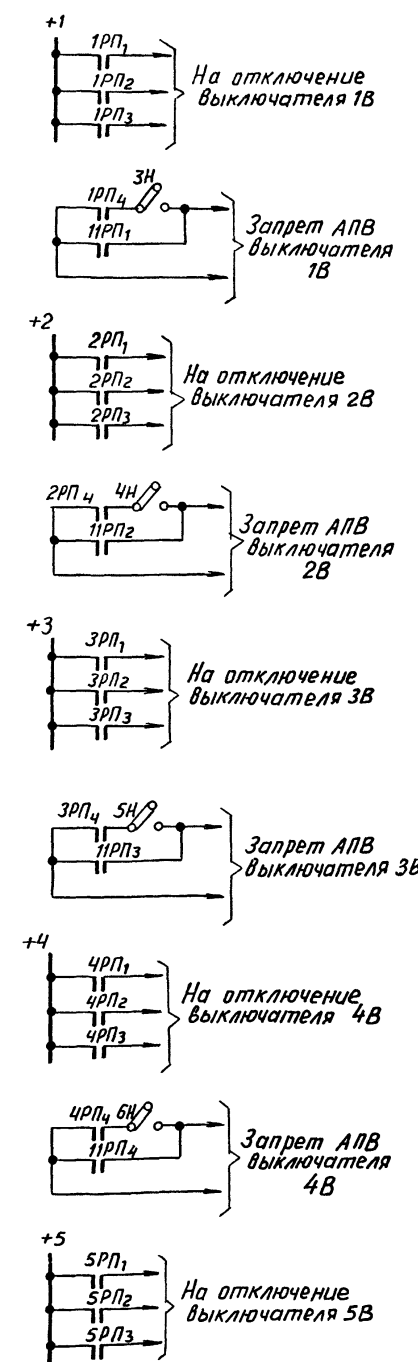 +1
1РП1
1РП2
1РП3
На отключение
выключателя 1В
3Н
1РП4
11РП1
Запрет АПВ
выключателя
1В
+2
2РП1
2РП2
2РП3
На отключение
выключателя 2В
2РП4 4Н
11РП2
Запрет АПВ
выключателя
2В
+3
3РП1
3РП2
3РП3
На отключение
выключателя 3В
3РП4 5Н
11РП3
Запрет АПВ
выключателя 3В
+4
4РП1
4РП2
4РП3
На отключение
выключателя 4В
4РП4 6Н
11РП4
Запрет АПВ
выключателя
4В
+5
5РП1
5РП2
5РП3
На отключение
выключателя 5В